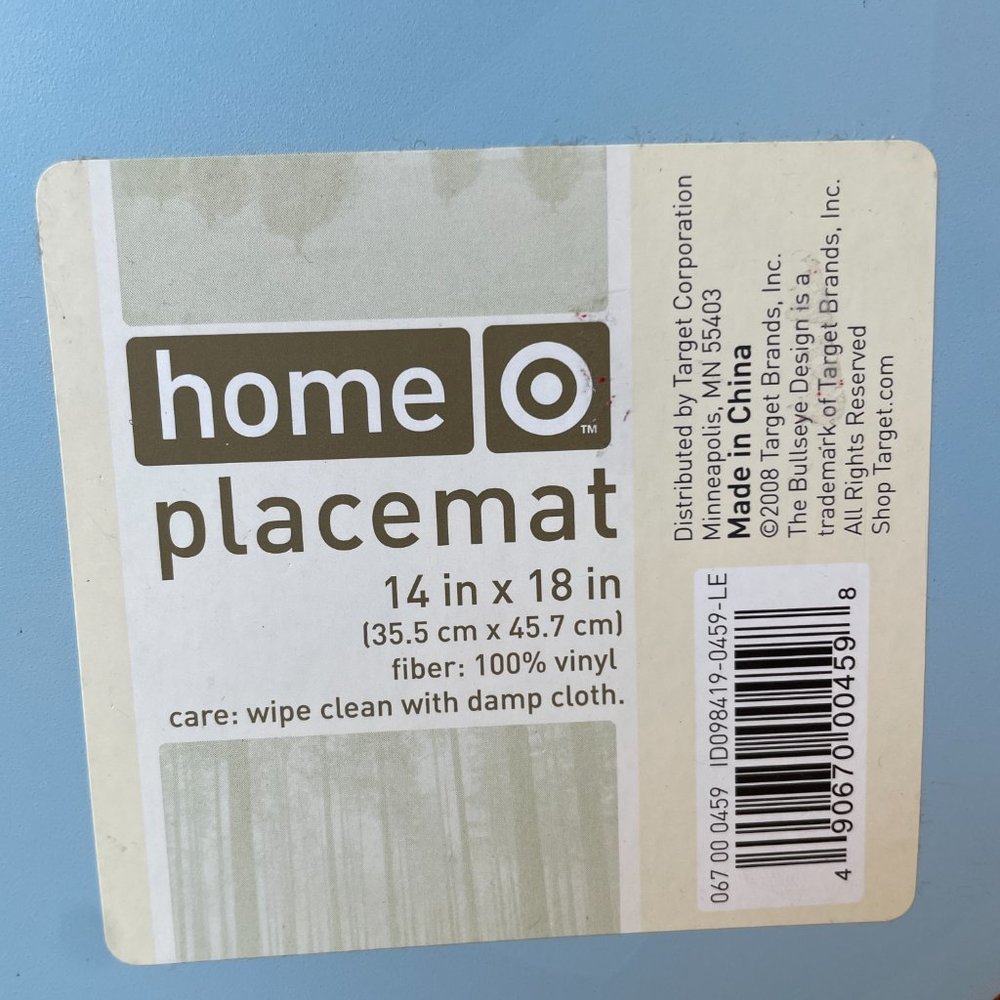 home
TM
placemat
14 in x 18 in
(35.5 cm x 45.7 cm)
fiber: 100% vinyl
care: wipe clean with damp cloth.
Distributed by Target Corporation
Minneapolis, MN 55403
Made in China
©2008 Target Brands, Inc.
The Bullseye Design is a
trademark of Target Brands, Inc.
All Rights Reserved
Shop Target.com
067 00 0459 ID098419-0459-LE
4 90670 00459 8